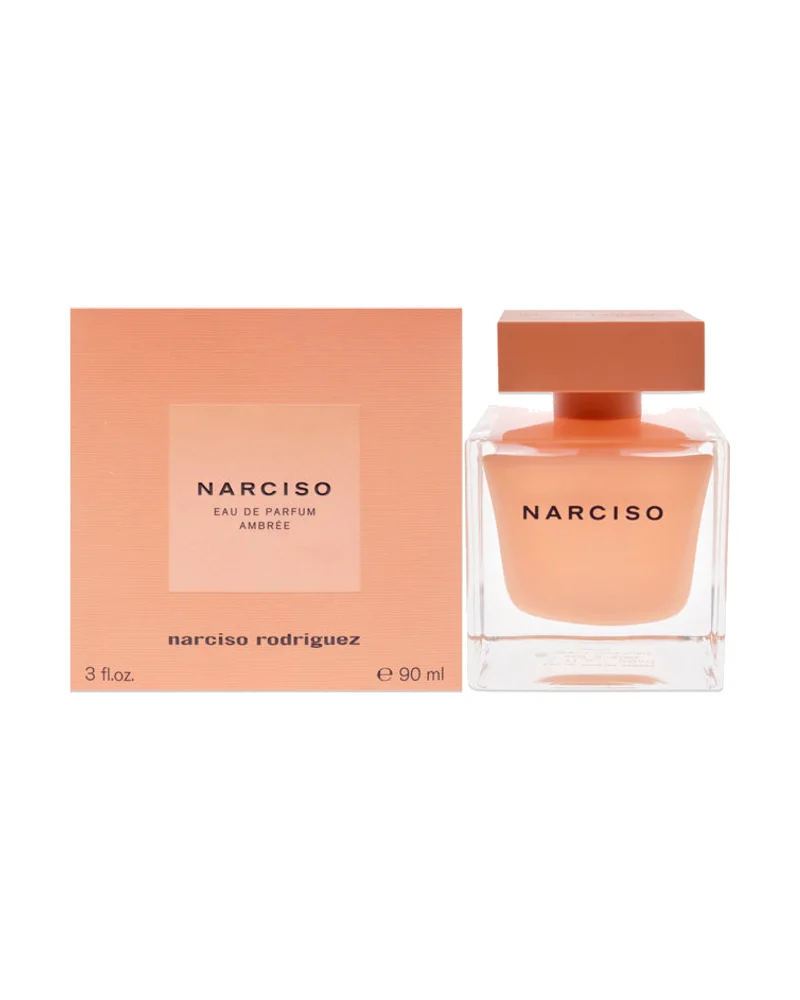 NARCISO
EAU DE PARFUM
AMBRÉE
narciso rodriguez
3 fl.oz.
℮ 90 ml
NARCISO